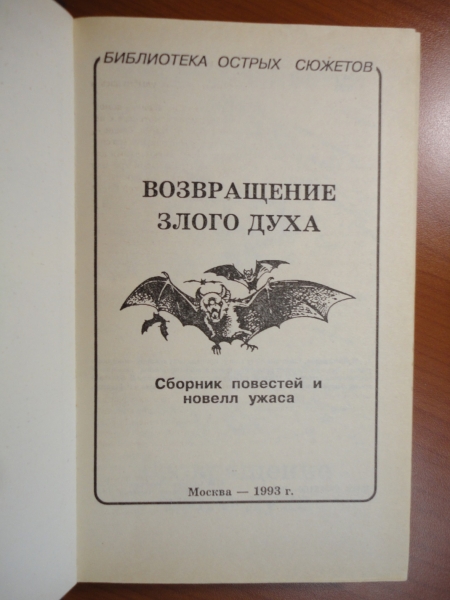 БИБЛИОТЕКА ОСТРЫХ СЮЖЕТОВ
ВОЗВРАЩЕНИЕ
ЗЛОГО ДУХА
Сборник повестей и
новелл ужаса
Москва — 1993 г.